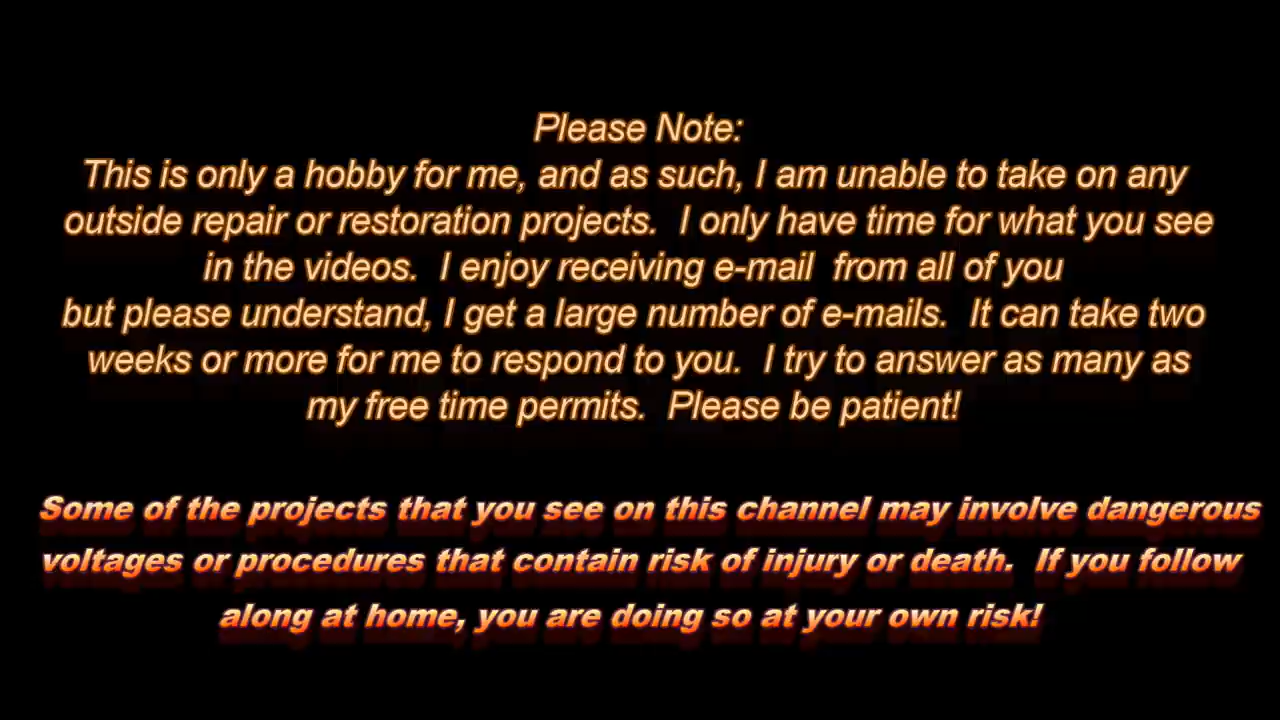 Please Note:
This is only a hobby for me, and as such, I am unable to take on any
outside repair or restoration projects.  I only have time for what you see
in the videos.  I enjoy receiving e-mail  from all of you
but please understand, I get a large number of e-mails.  It can take two
weeks or more for me to respond to you.  I try to answer as many as
my free time permits.  Please be patient!
Some of the projects that you see on this channel may involve dangerous
voltages or procedures that contain risk of injury or death.  If you follow
along at home, you are doing so at your own risk!